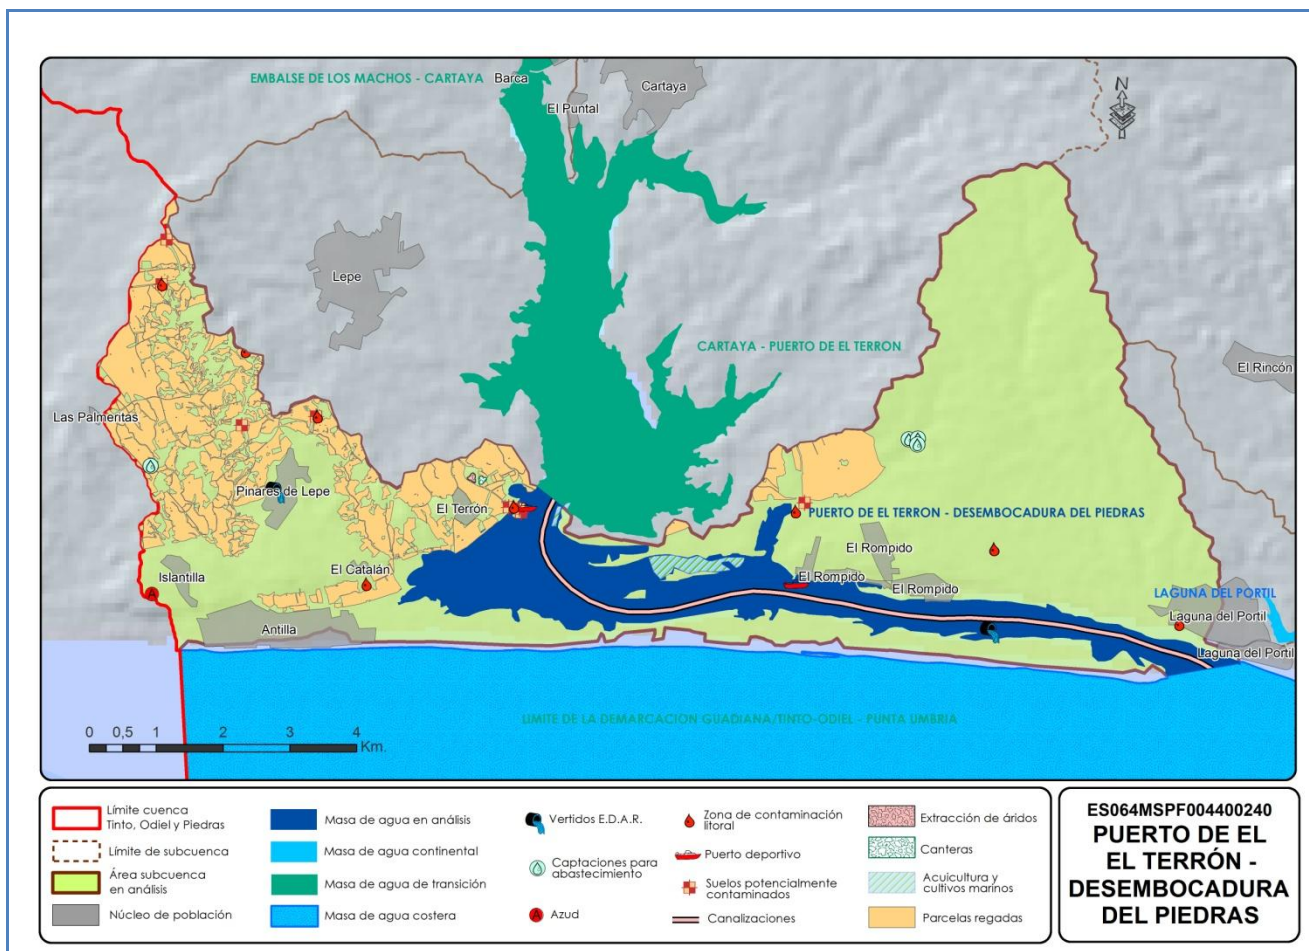 EMBALSE DE LOS MACHOS - CARTAYA
Barca
Cartaya
El Puntal
N
Lepe
CARTAYA - PUERTO DE EL TERRON
El Rincón
Las Palmeritas
Pinares de Lepe
El Terrón
PUERTO DE EL TERRON - DESEMBOCADURA DEL PIEDRAS
El Rompido
El Catalán
Islantilla
El Rompido
El Rompido
LAGUNA DEL PORTIL
Laguna del Portil
Antilla
Laguna del Portil
A
LIMITE DE LA DEMARCACION GUADIANA/TINTO-ODIEL - PUNTA UMBRIA
0 0,5 1 2 3 4
Km.
Límite cuenca
Tinto, Odiel y Piedras
Límite de subcuenca
Área subcuenca
en análisis
Núcleo de población
Masa de agua en análisis
Masa de agua continental
Masa de agua de transición
Masa de agua costera
Vertidos E.D.A.R.
Captaciones para
abastecimiento
A
Azud
Zona de contaminación
litoral
Puerto deportivo
Suelos potencialmente
contaminados
Canalizaciones
Extracción de áridos
Canteras
Acuicultura y
cultivos marinos
Parcelas regadas
ES064MSPF004400240
PUERTO DE EL
EL TERRÓN -
DESEMBOCADURA
DEL PIEDRAS